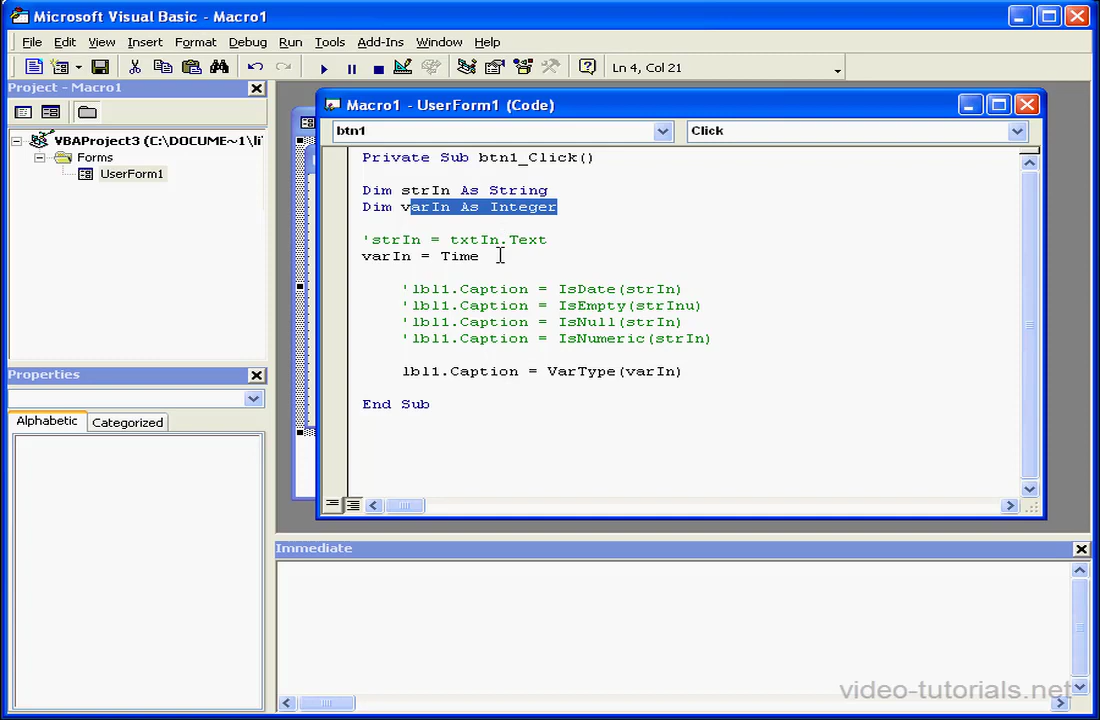 Microsoft Visual Basic - Macro1
File Edit View Insert Format Debug Run Tools Add-Ins Window Help
Ln 4, Col 21
Project - Macro1
VBAProject3 (C:\DOCUME~1\li
Forms
UserForm1
Properties
Alphabetic Categorized
Macro1 - UserForm1 (Code)
btn1 Click
Private Sub btn1_Click()
Dim strIn As String
Dim varIn As Integer
'strIn = txtIn.Text
varIn = Time
'lbl1.Caption = IsDate(strIn)
'lbl1.Caption = IsEmpty(strInu)
'lbl1.Caption = IsNull(strIn)
'lbl1.Caption = IsNumeric(strIn)
lbl1.Caption = VarType(varIn)
End Sub
Immediate
video-tutorials.net